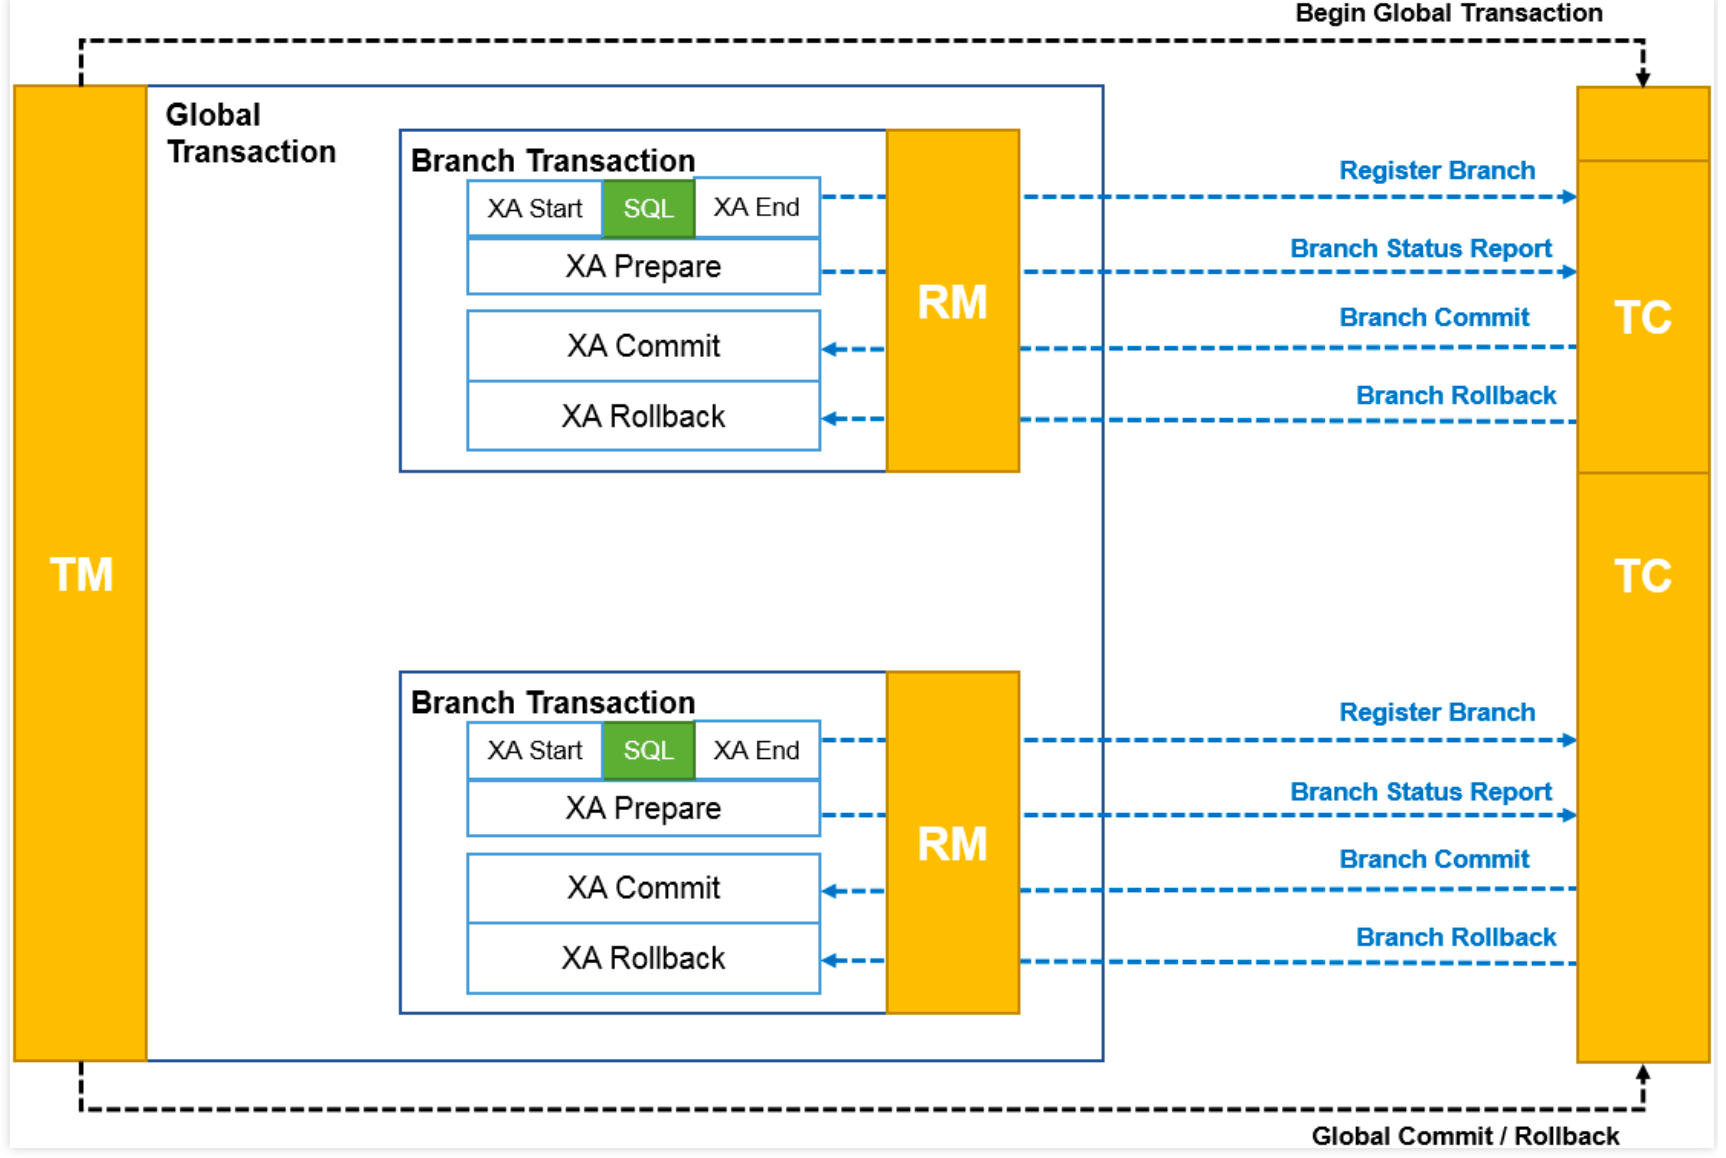 Begin Global Transaction
Global
Transaction
Branch Transaction
XA Start SQL XA End
XA Prepare
XA Commit
XA Rollback
RM
Register Branch
Branch Status Report
Branch Commit
Branch Rollback
TC
TM
TC
Branch Transaction
XA Start SQL XA End
XA Prepare
XA Commit
XA Rollback
RM
Register Branch
Branch Status Report
Branch Commit
Branch Rollback
Global Commit / Rollback